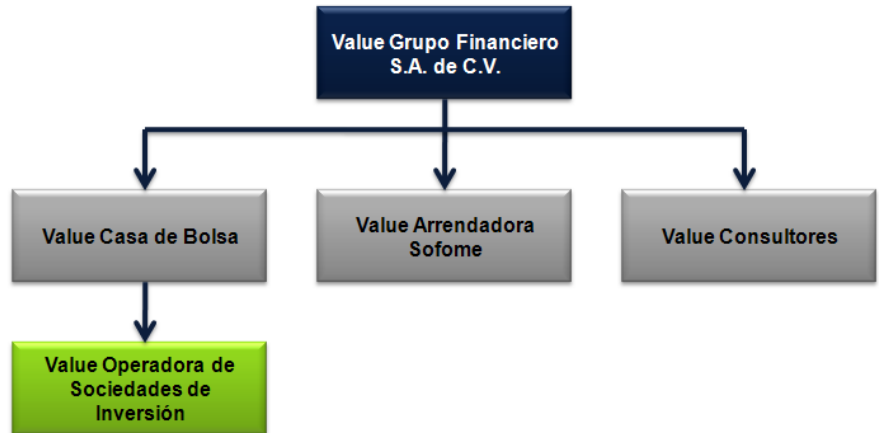 Value Grupo Financiero
S.A. de C.V.
Value Casa de Bolsa
Value Arrendadora
Sofome
Value Consultores
Value Operadora de
Sociedades de
Inversión